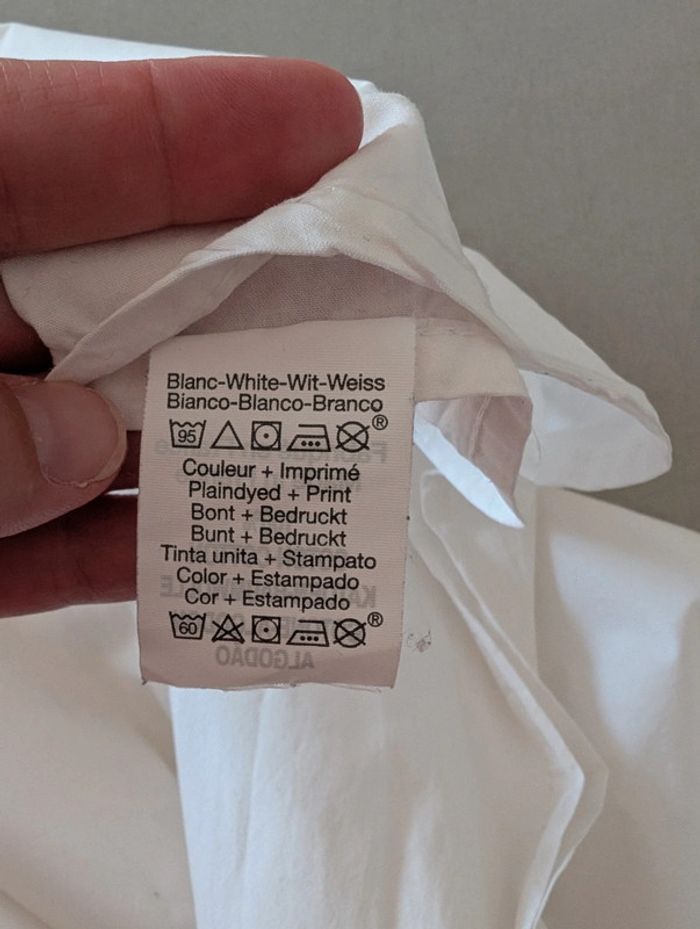 Blanc-White-Wit-Weiss
Bianco-Blanco-Branco
95 ®
Couleur + Imprimé
Plaindyed + Print
Bont + Bedruckt
Bunt + Bedruckt
Tinta unita + Stampato
Color + Estampado
Cor + Estampado
60 ®
ALGODÃO